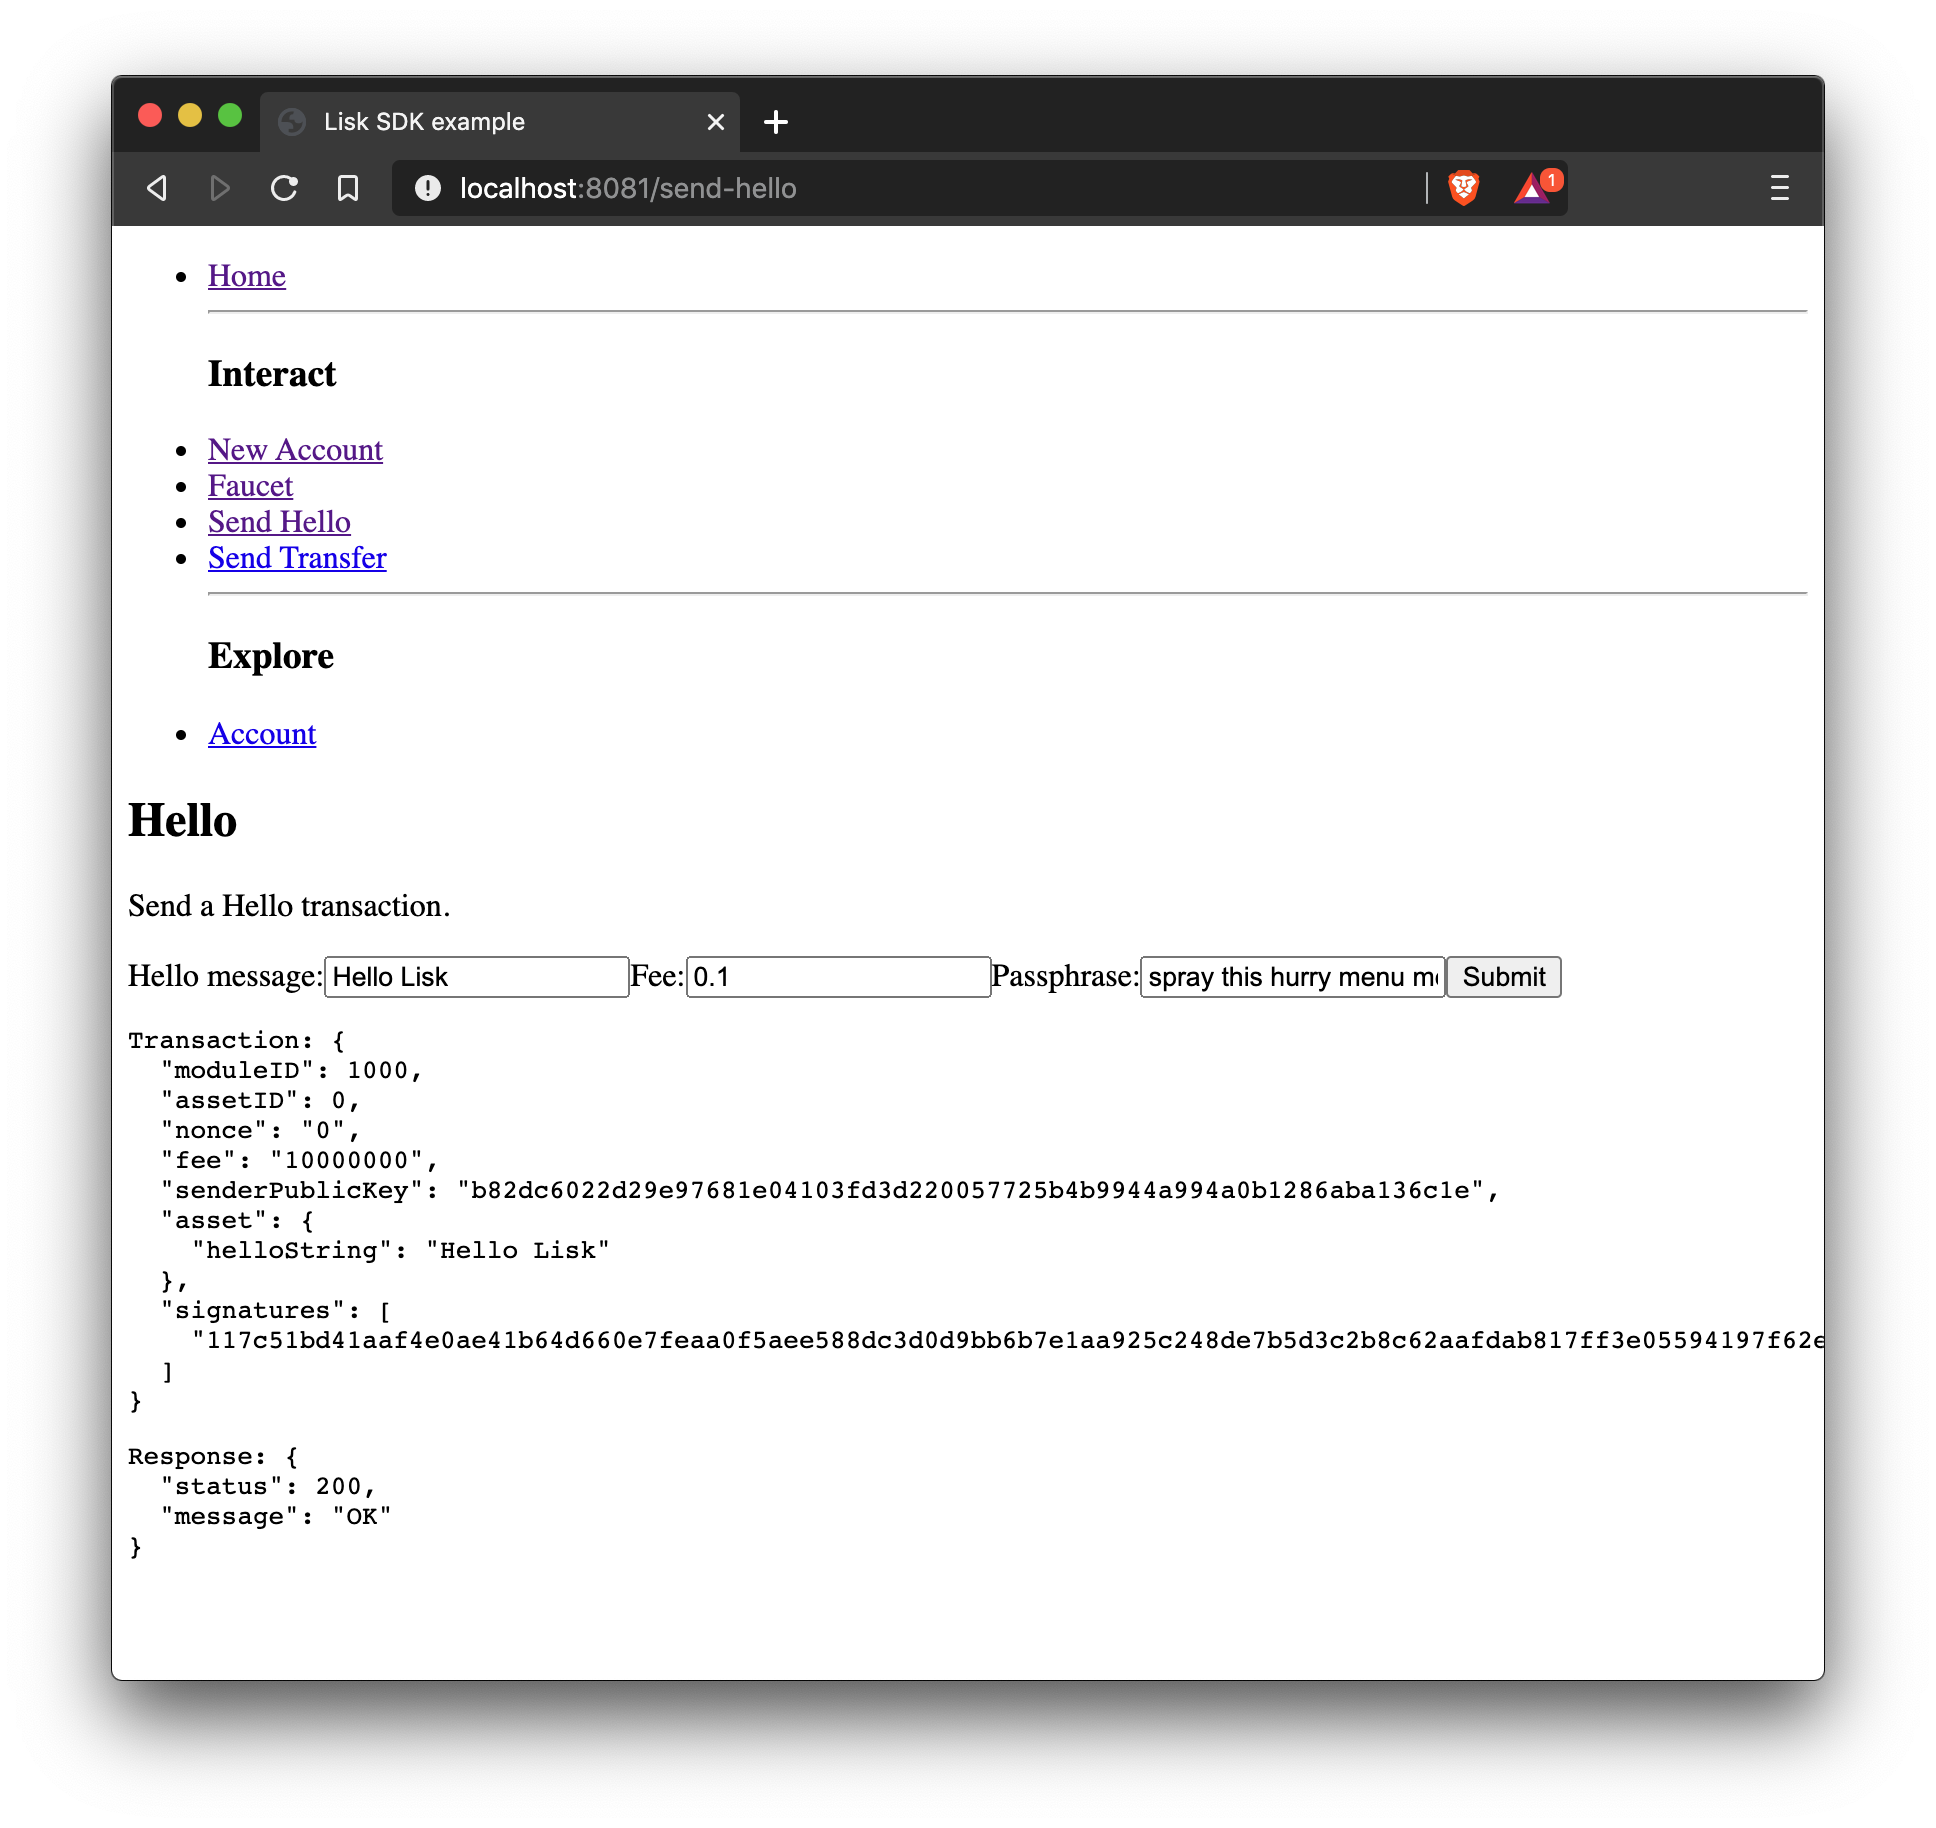 Lisk SDK example
localhost:8081/send-hello
1
Home
Interact
New Account
Faucet
Send Hello
Send Transfer
Explore
Account
Hello
Send a Hello transaction.
Hello message: Hello Lisk Fee: 0.1 Passphrase: spray this hurry menu Submit
Transaction: {
"moduleID": 1000,
"assetID": 0,
"nonce": "0",
"fee": "10000000",
"senderPublicKey": "b82dc6022d29e97681e04103fd3d220057725b4b9944a994a0b1286aba136c1e",
"asset": {
"helloString": "Hello Lisk"
},
"signatures": [
"117c51bd41aaf4e0ae41b64d660e7feaa0f5aee588dc3d0d9bb6b7e1aa925c248de7b5d3c2b8c62aafdab817ff3e05594197f62e
]
}
Response: {
"status": 200,
"message": "OK"
}